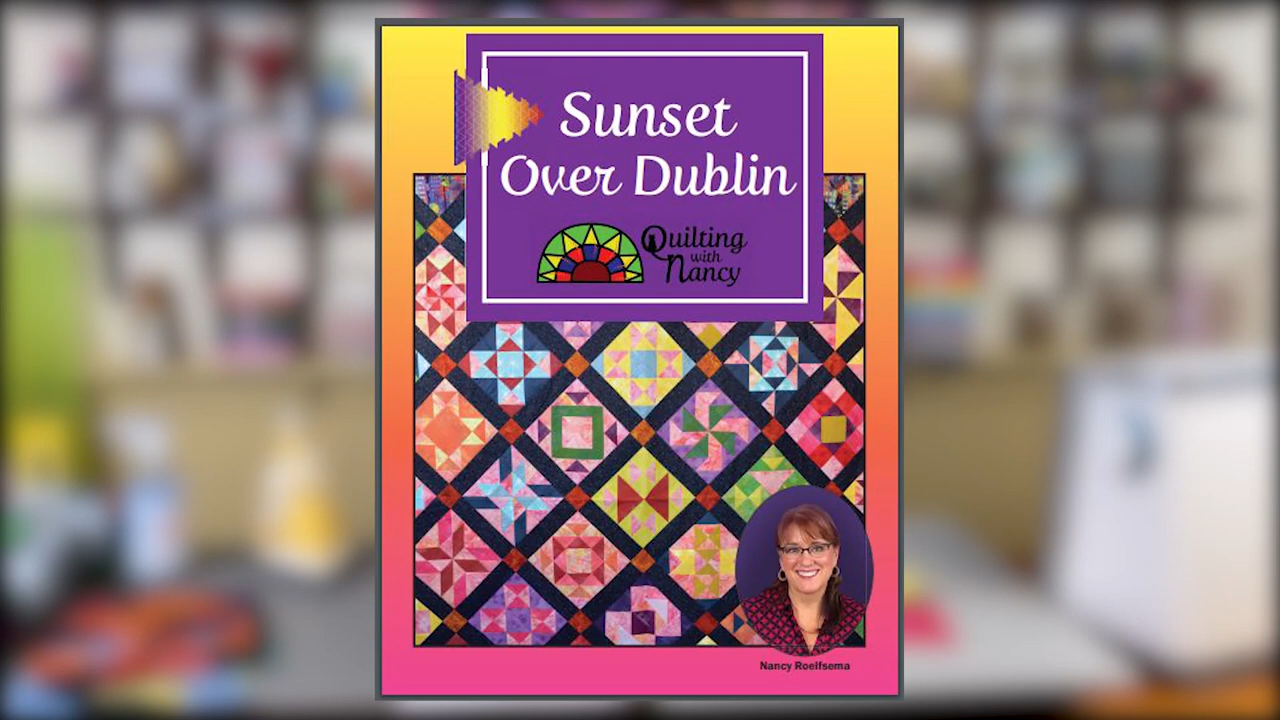 Sunset
Over Dublin
Quilting
with
Nancy
Nancy Roelfsema